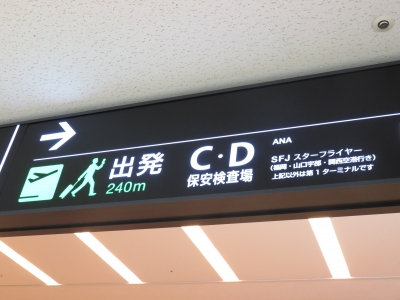 →
出発
240m
C・D
保安検査場
ANA
SFJ スターフライヤー
(福岡・山口宇部・関西空港行き)
上記以外は第1ターミナルです